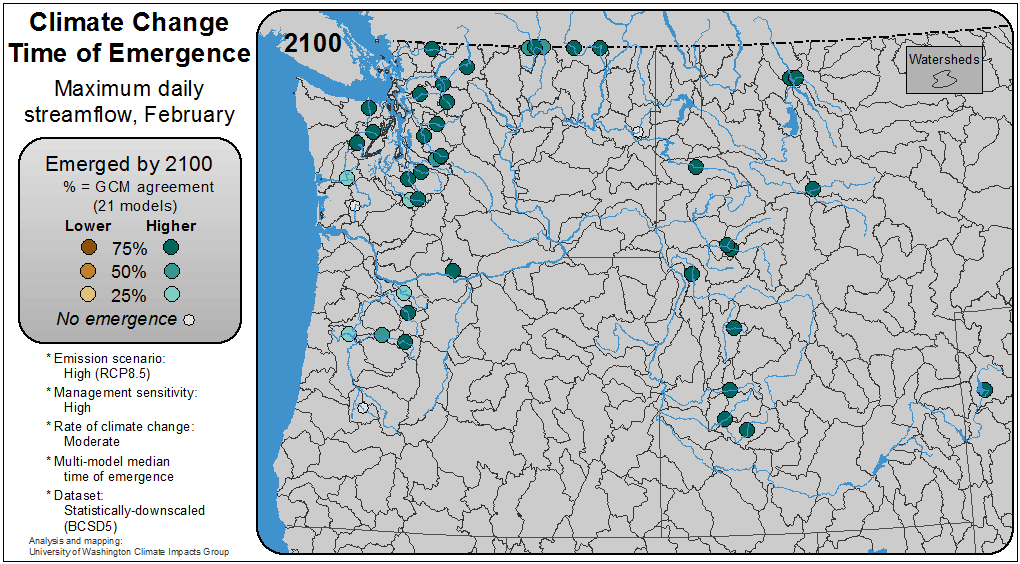 Climate Change
Time of Emergence
Maximum daily
streamflow, February
Emerged by 2100
% = GCM agreement
(21 models)
Lower Higher
75%
50%
25%
No emergence
* Emission scenario:
High (RCP8.5)
* Management sensitivity:
High
* Rate of climate change:
Moderate
* Multi-model median
time of emergence
* Dataset:
Statistically-downscaled
(BCSD5)
Analysis and mapping:
University of Washington Climate Impacts Group
2100
Watersheds